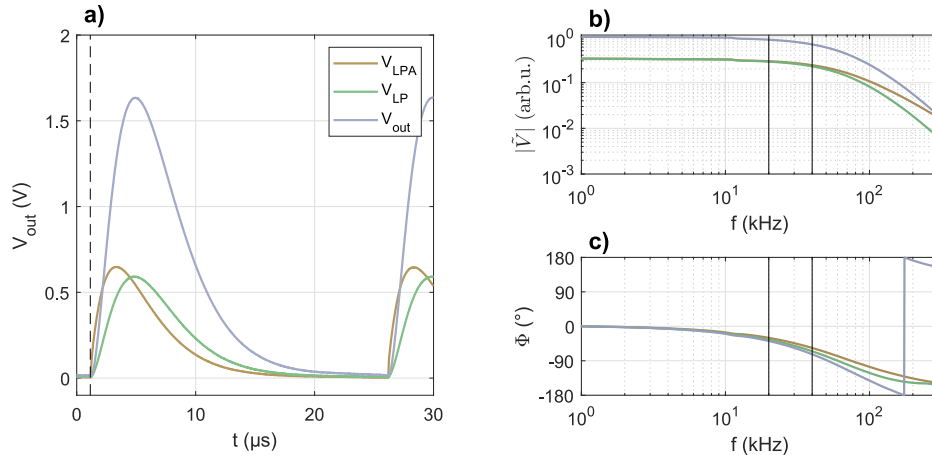 a)
2
1.5
1
0.5
0
V_out (V)
V_LPA
V_LP
V_out
0
10
20
30
t (µs)
b)
10^0
10^-1
10^-2
10^-3
|Ṽ| (arb.u.)
10^0
10^1
10^2
f (kHz)
c)
180
90
0
-90
-180
Φ (°)
10^0
10^1
10^2
f (kHz)